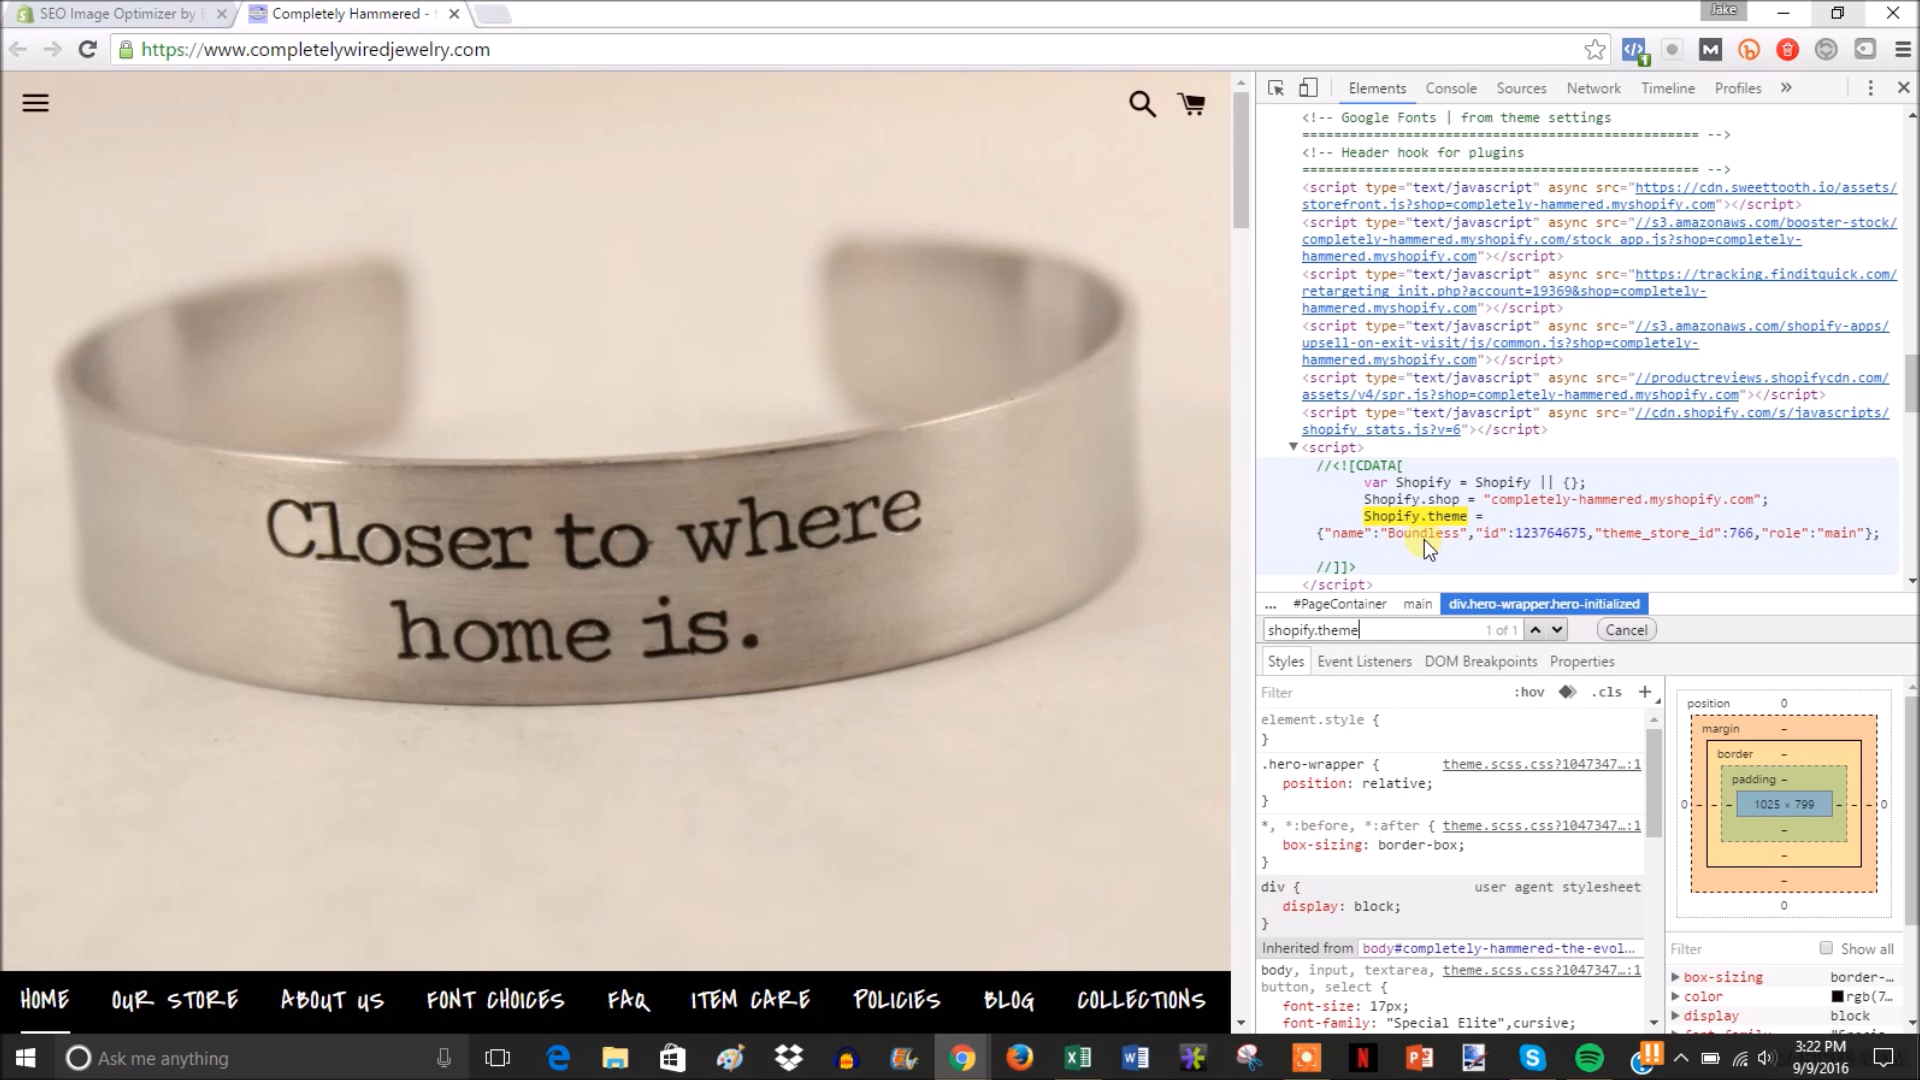 SEO Image Optimizer by
Completely Hammered -
Jake
https://www.completelywiredjewelry.com
Closer to where
home is.
HOME OUR STORE ABOUT US FONT CHOICES FAQ ITEM CARE POLICIES BLOG COLLECTIONS
Elements Console Sources Network Timeline Profiles »
<!-- Google Fonts | from theme settings
================================================ -->
<!-- Header hook for plugins
================================================ -->
<script type="text/javascript" async src="https://cdn.sweettooth.io/assets/
storefront.js?shop=completely-hammered.myshopify.com"></script>
<script type="text/javascript" async src="//s3.amazonaws.com/booster-stock/
completely-hammered.myshopify.com/stock_app.js?shop=completely-
hammered.myshopify.com"></script>
<script type="text/javascript" async src="https://tracking.finditquick.com/
retargeting_init.php?account=19369&shop=completely-
hammered.myshopify.com"></script>
<script type="text/javascript" async src="//s3.amazonaws.com/shopify-apps/
upsell-on-exit-visit/js/common.js?shop=completely-
hammered.myshopify.com"></script>
<script type="text/javascript" async src="//productreviews.shopifycdn.com/
assets/v4/spr.js?shop=completely-hammered.myshopify.com"></script>
<script type="text/javascript" async src="//cdn.shopify.com/s/javascripts/
shopify_stats.js?v=6"></script>
<script>
//<![CDATA[
var Shopify = Shopify || {};
Shopify.shop = "completely-hammered.myshopify.com";
Shopify.theme =
{"name":"Boundless","id":123764675,"theme_store_id":766,"role":"main"};
//]]>
</script>
... #PageContainer main div.hero-wrapper.hero-initialized
shopify.theme 1 of 1 Cancel
Styles Event Listeners DOM Breakpoints Properties
Filter :hov .cls +
element.style {
}
.hero-wrapper { theme.scss.css?1047347…:1
position: relative;
}
*, *:before, *:after { theme.scss.css?1047347…:1
box-sizing: border-box;
}
div { user agent stylesheet
display: block;
}
Inherited from body#completely-hammered-the-evol…
body, input, textarea, theme.scss.css?1047347…:1
button, select {
font-size: 17px;
font-family: "Special Elite",cursive;
position 0
margin –
border –
padding –
0 – – – 1025 × 799 – – – 0
–
–
–
0
Filter Show all
box-sizing border-…
color rgb(7…
display block
Ask me anything
3:22 PM
9/9/2016